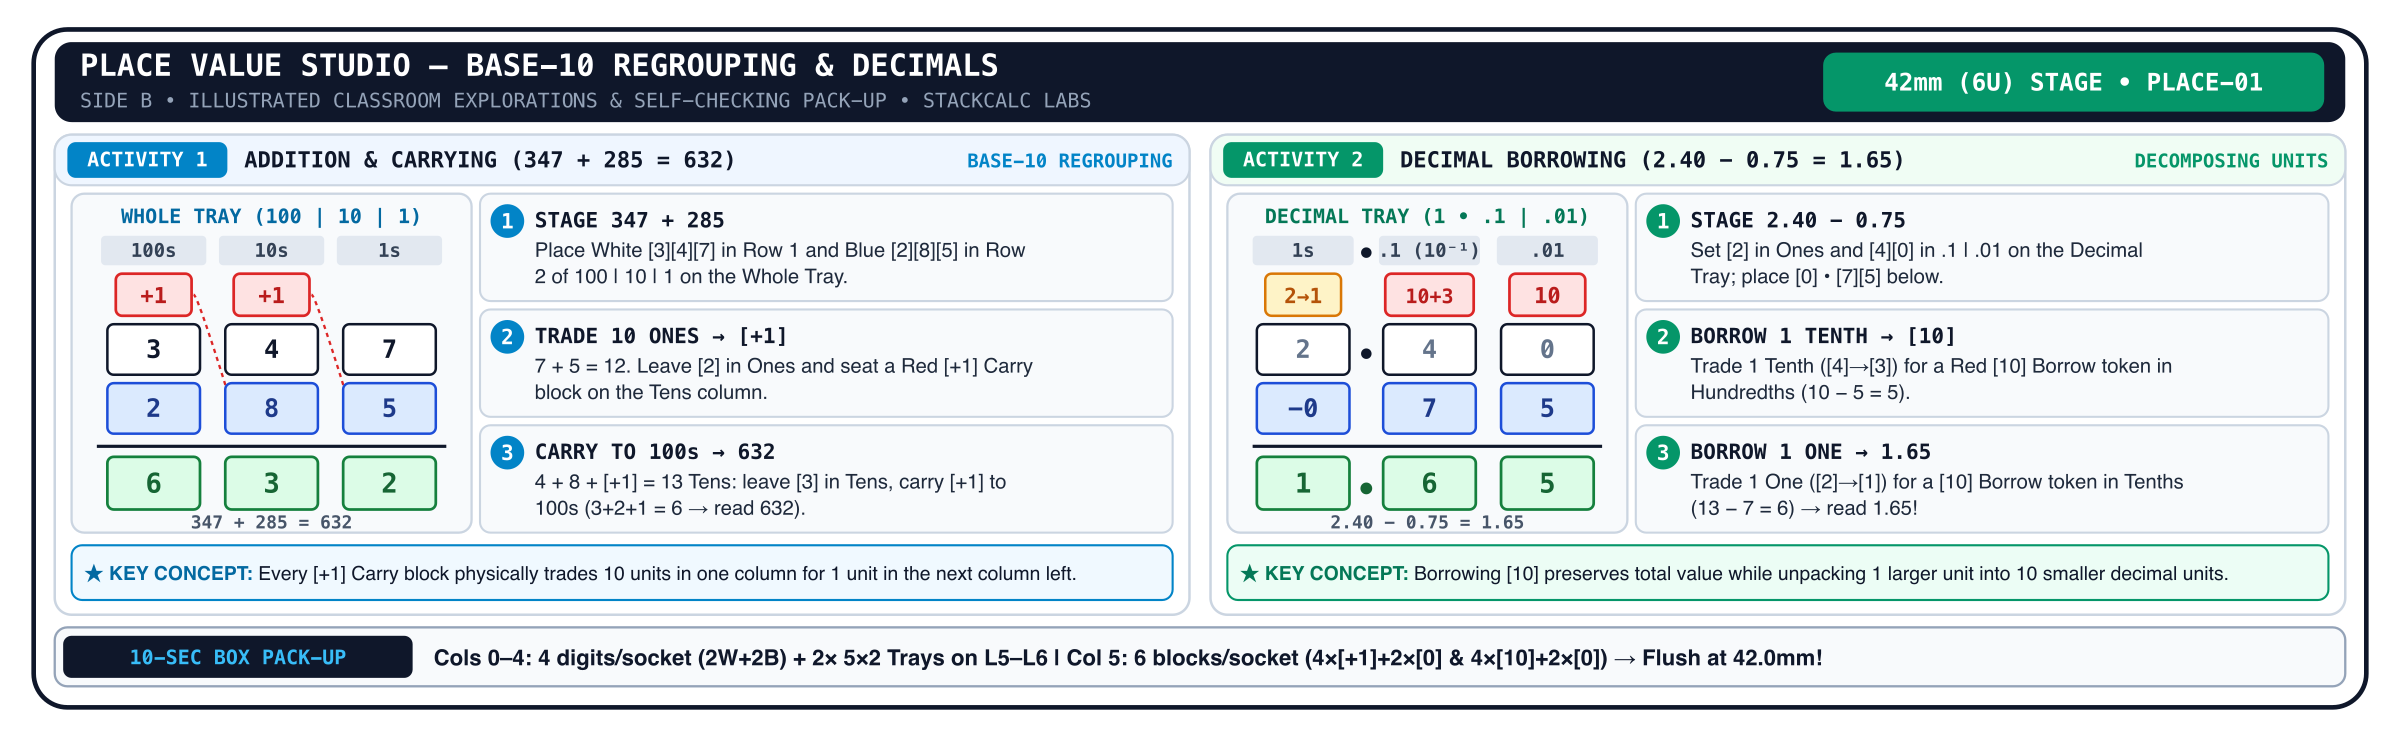 PLACE VALUE STUDIO — BASE-10 REGROUPING & DECIMALS
SIDE B • ILLUSTRATED CLASSROOM EXPLORATIONS & SELF-CHECKING PACK-UP • STACKCALC LABS
42mm (6U) STAGE • PLACE-01
ACTIVITY 1
ADDITION & CARRYING (347 + 285 = 632)
BASE-10 REGROUPING
WHOLE TRAY (100 | 10 | 1)
100s 10s 1s
+1 +1
3 4 7
2 8 5
6 3 2
347 + 285 = 632
1 STAGE 347 + 285
Place White [3][4][7] in Row 1 and Blue [2][8][5] in Row
2 of 100 | 10 | 1 on the Whole Tray.
2 TRADE 10 ONES → [+1]
7 + 5 = 12. Leave [2] in Ones and seat a Red [+1] Carry
block on the Tens column.
3 CARRY TO 100s → 632
4 + 8 + [+1] = 13 Tens: leave [3] in Tens, carry [+1] to
100s (3+2+1 = 6 → read 632).
★ KEY CONCEPT: Every [+1] Carry block physically trades 10 units in one column for 1 unit in the next column left.
ACTIVITY 2
DECIMAL BORROWING (2.40 − 0.75 = 1.65)
DECOMPOSING UNITS
DECIMAL TRAY (1 • .1 | .01)
1s • .1 (10⁻¹) .01
2→1 10+3 10
2 • 4 0
−0 7 5
1 • 6 5
2.40 − 0.75 = 1.65
1 STAGE 2.40 − 0.75
Set [2] in Ones and [4][0] in .1 | .01 on the Decimal
Tray; place [0] • [7][5] below.
2 BORROW 1 TENTH → [10]
Trade 1 Tenth ([4]→[3]) for a Red [10] Borrow token in
Hundredths (10 − 5 = 5).
3 BORROW 1 ONE → 1.65
Trade 1 One ([2]→[1]) for a [10] Borrow token in Tenths
(13 − 7 = 6) → read 1.65!
★ KEY CONCEPT: Borrowing [10] preserves total value while unpacking 1 larger unit into 10 smaller decimal units.
10-SEC BOX PACK-UP
Cols 0–4: 4 digits/socket (2W+2B) + 2× 5×2 Trays on L5–L6 | Col 5: 6 blocks/socket (4×[+1]+2×[0] & 4×[10]+2×[0]) → Flush at 42.0mm!